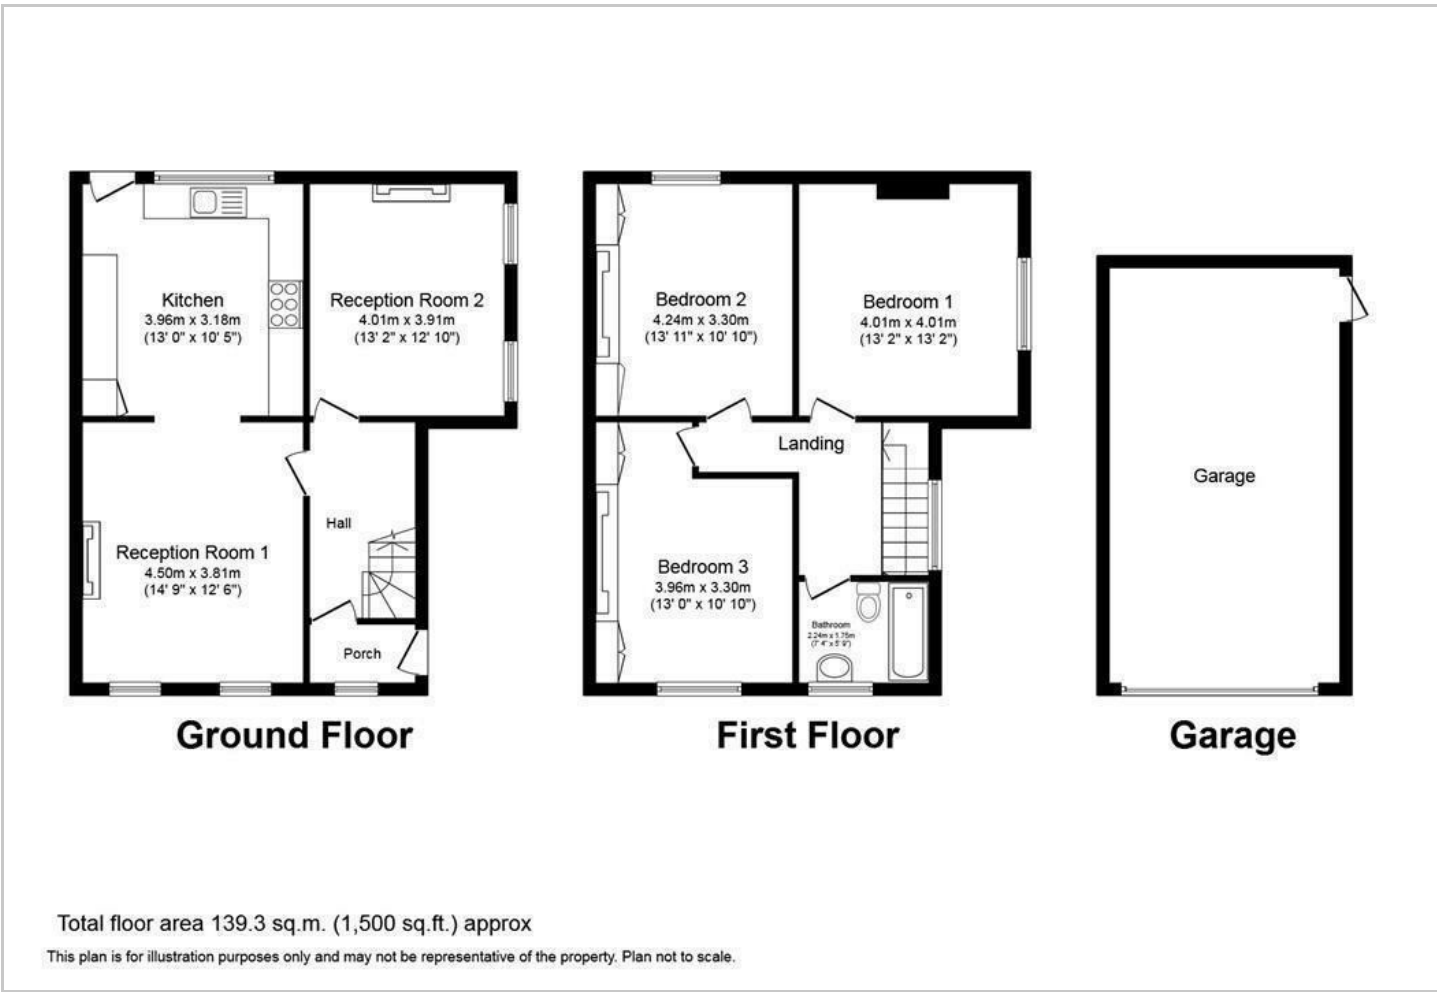 Kitchen
3.96m x 3.18m
(13' 0" x 10' 5")
Reception Room 2
4.01m x 3.91m
(13' 2" x 12' 10")
Hall
Reception Room 1
4.50m x 3.81m
(14' 9" x 12' 6")
Porch
Ground Floor
Bedroom 2
4.24m x 3.30m
(13' 11" x 10' 10")
Bedroom 1
4.01m x 4.01m
(13' 2" x 13' 2")
Landing
Bedroom 3
3.96m x 3.30m
(13' 0" x 10' 10")
Bathroom
2.24m x 1.75m
(7' 4" x 5' 9")
First Floor
Garage
Garage
Total floor area 139.3 sq.m. (1,500 sq.ft.) approx
This plan is for illustration purposes only and may not be representative of the property. Plan not to scale.